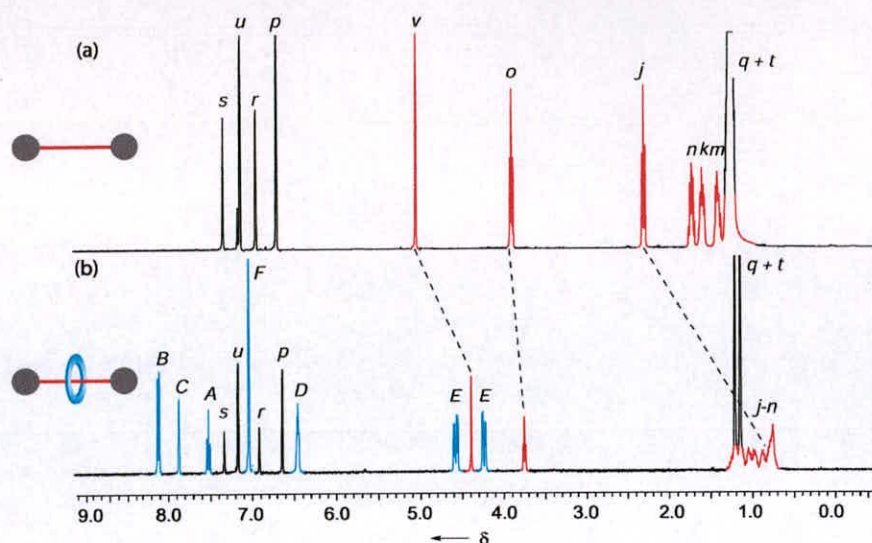 (a)
s u r p v o j n k m q + t
(b)
B C A s u F r p D E E q + t j-n
9.0 8.0 7.0 6.0 5.0 4.0 3.0 2.0 1.0 0.0
← δ